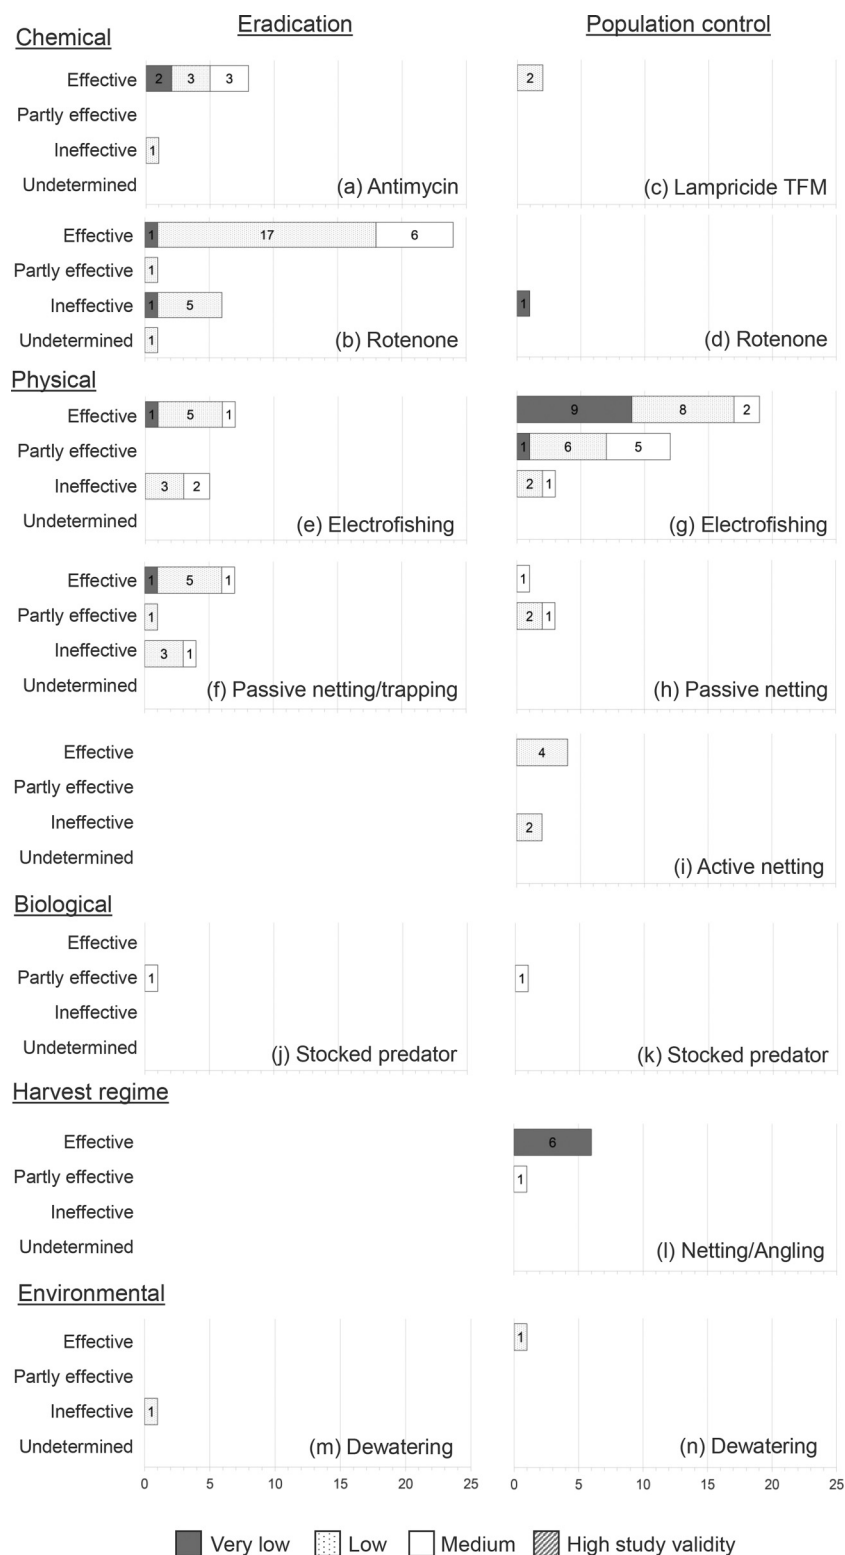 Eradication Population control
Chemical
Effective 2 3 3 2
Partly effective
Ineffective 1
Undetermined (a) Antimycin (c) Lampricide TFM
Effective 1 17 6
Partly effective 1
Ineffective 1 5 1
Undetermined 1 (b) Rotenone (d) Rotenone
Physical
Effective 1 5 1 9 8 2
Partly effective 1 6 5
Ineffective 3 2 2 1
Undetermined (e) Electrofishing (g) Electrofishing
Effective 1 5 1 1
Partly effective 1 2 1
Ineffective 3 1
Undetermined (f) Passive netting/trapping (h) Passive netting
Effective 4
Partly effective
Ineffective 2
Undetermined (i) Active netting
Biological
Effective
Partly effective 1 1
Ineffective
Undetermined (j) Stocked predator (k) Stocked predator
Harvest regime
Effective 6
Partly effective 1
Ineffective
Undetermined (l) Netting/Angling
Environmental
Effective 1
Partly effective
Ineffective 1
Undetermined (m) Dewatering (n) Dewatering
0 5 10 15 20 25 0 5 10 15 20 25
Very low Low Medium High study validity